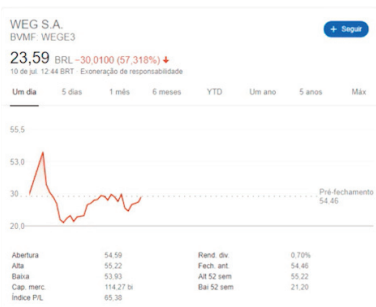 WEG S.A.
BVMF: WEGE3
+ Seguir
23,59 BRL −30,0100 (57,318%) ↓
10 de jul. 12:44 BRT · Exoneração de responsabilidade
Um dia 5 dias 1 mês 6 meses YTD Um ano 5 anos Máx
55.5
53.0
30
20.0
Pré-fechamento
54.46
Abertura 54,59 Rend. div. 0,70%
Alta 55,22 Fech. ant. 54,46
Baixa 53,93 Alt 52 sem 55,22
Cap. merc. 114,27 bi Bai 52 sem 21,20
Índice P/L 65,38